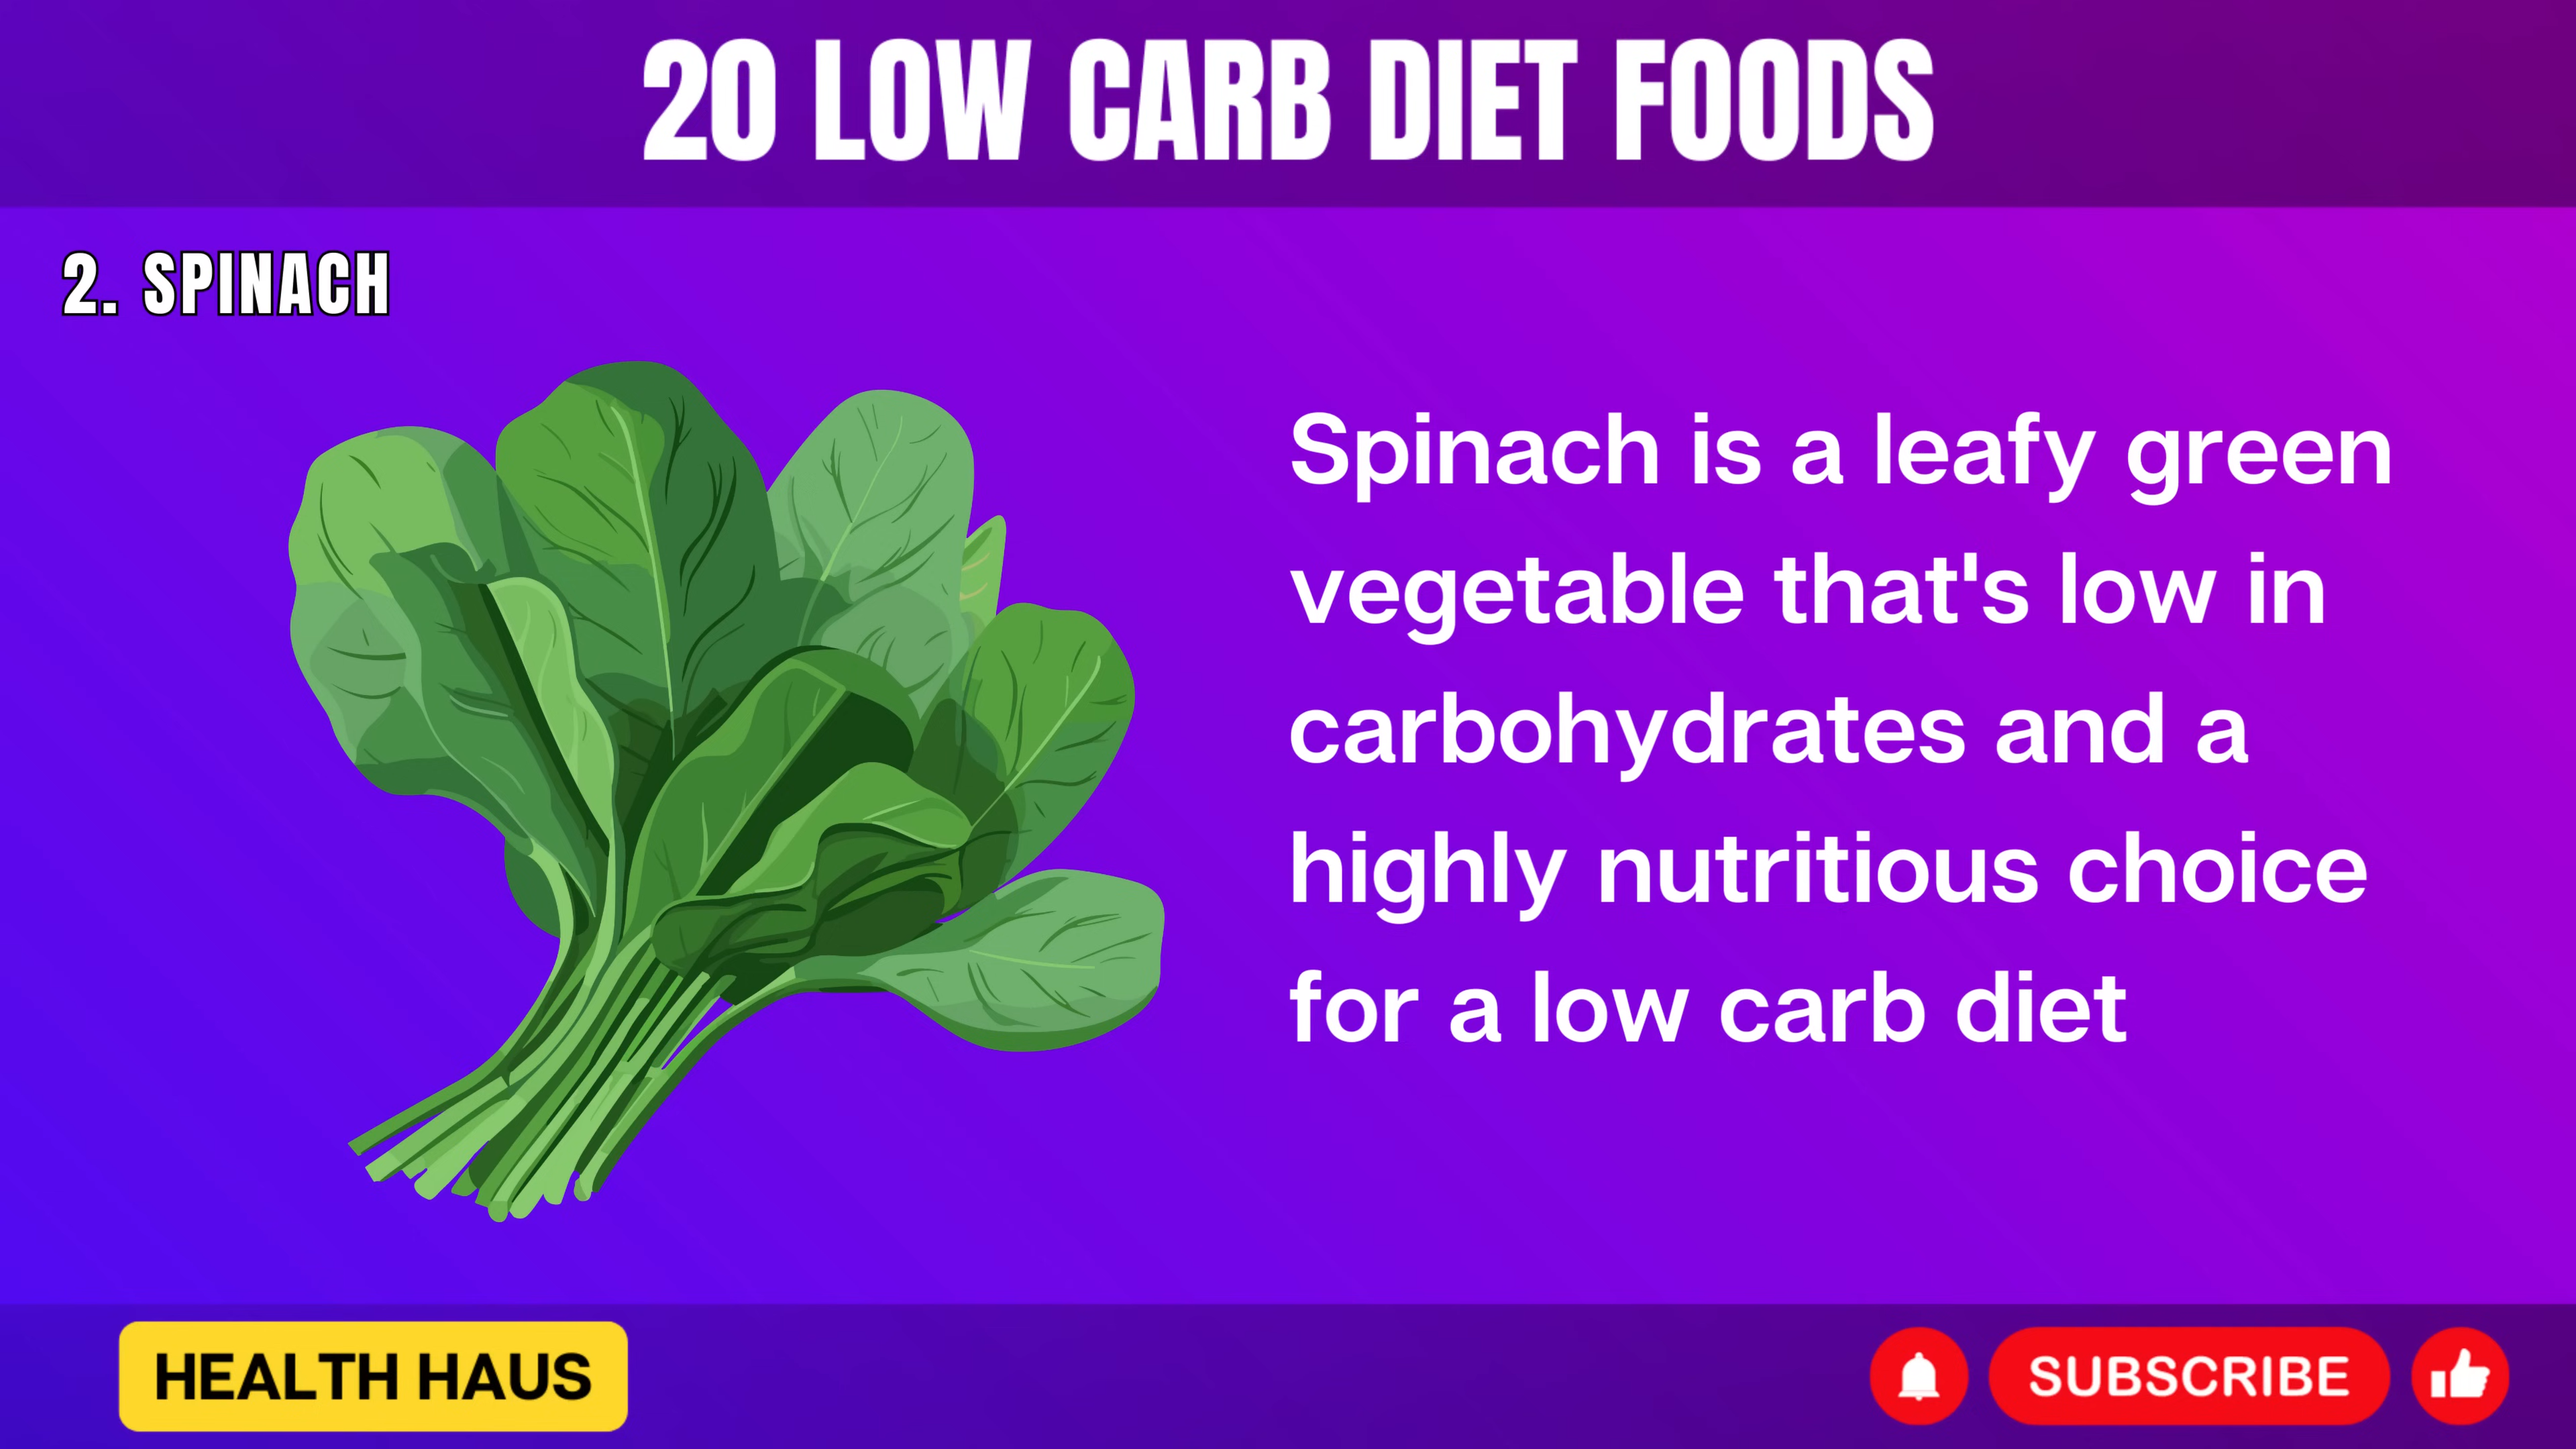 20 LOW CARB DIET FOODS
2. SPINACH
Spinach is a leafy green
vegetable that's low in
carbohydrates and a
highly nutritious choice
for a low carb diet
HEALTH HAUS
SUBSCRIBE